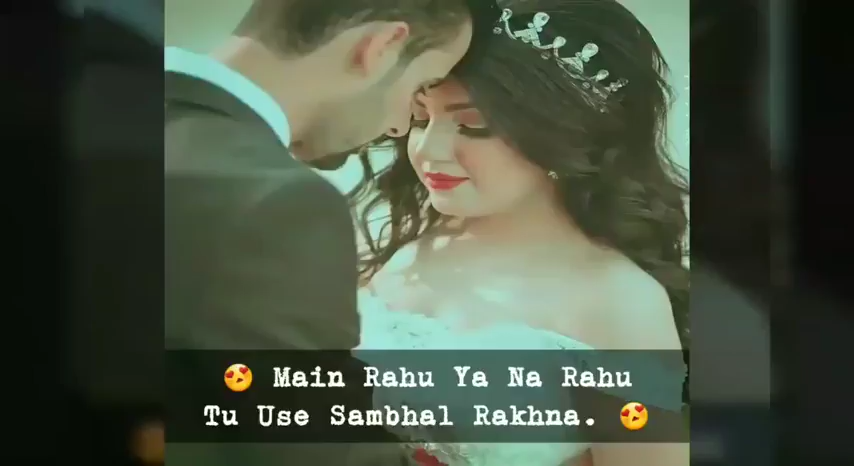 😍 Main Rahu Ya Na Rahu
Tu Use Sambhal Rakhna. 😍